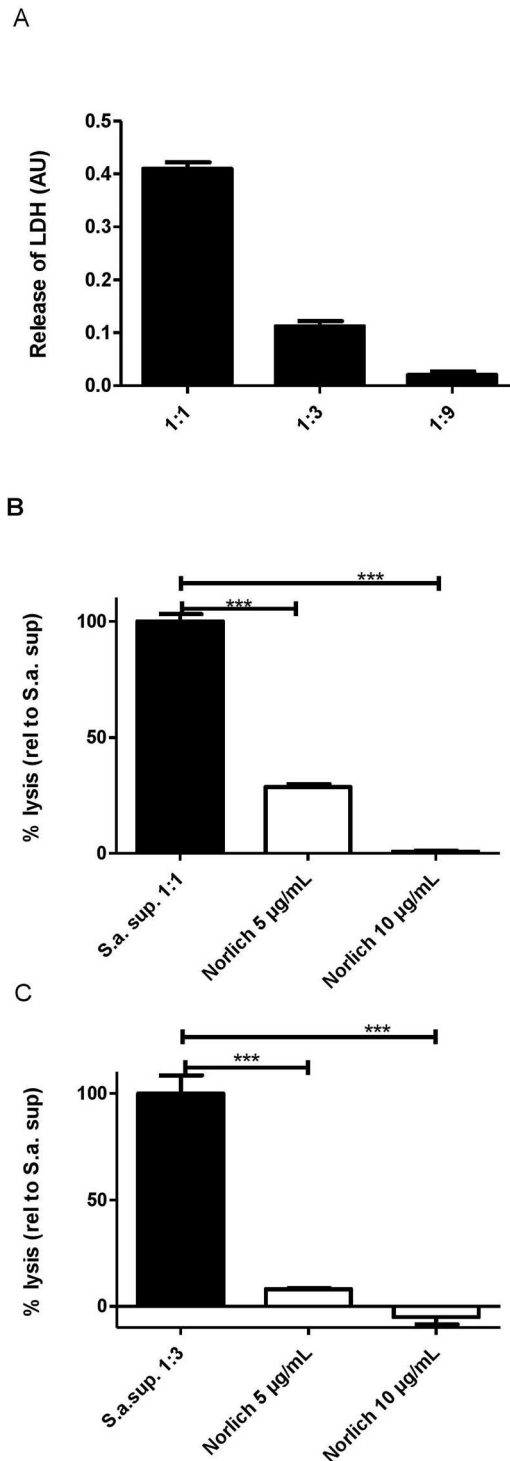 A
Release of LDH (AU)
0.5
0.4
0.3
0.2
0.1
0.0
1:1
1:3
1:9
B
% lysis (rel to S.a. sup)
***
***
100
50
0
S.a. sup. 1:1
Norlich 5 µg/mL
Norlich 10 µg/mL
C
% lysis (rel to S.a. sup)
***
***
100
50
0
S.a.sup. 1:3
Norlich 5 µg/mL
Norlich 10 µg/mL